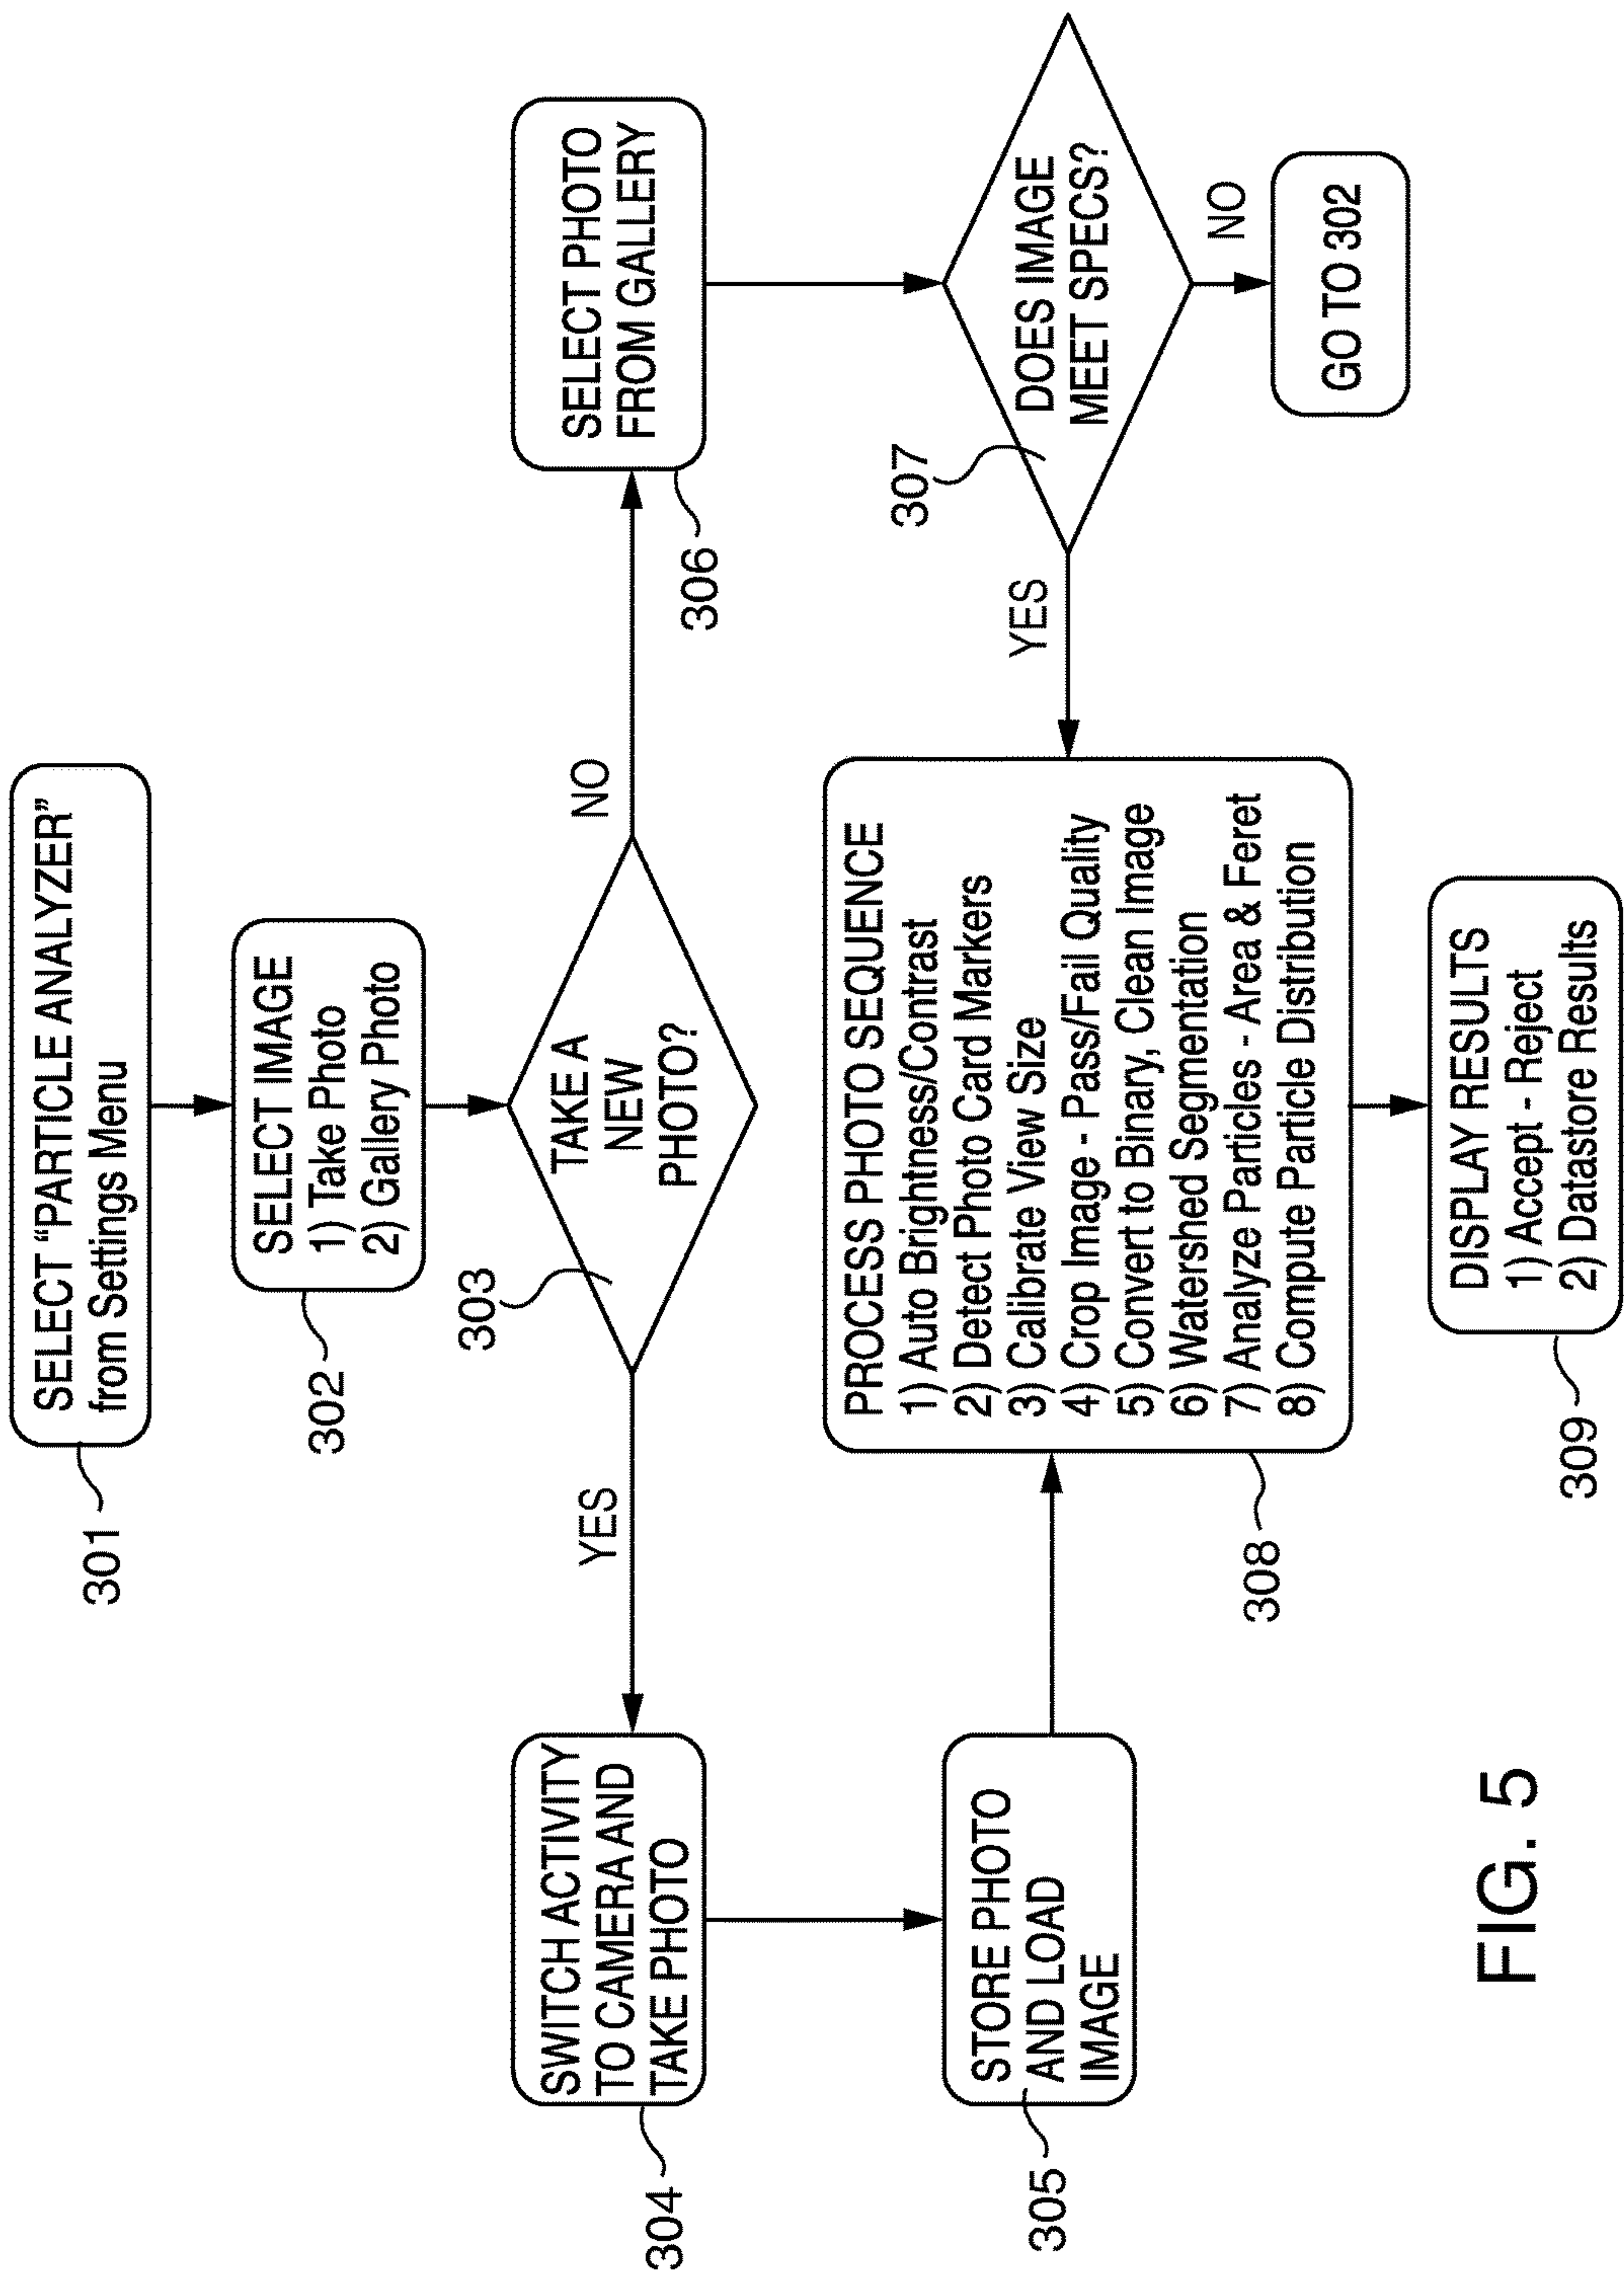 301
SELECT "PARTICLE ANALYZER"
from Settings Menu
302
SELECT IMAGE
1) Take Photo
2) Gallery Photo
303
TAKE A
NEW
PHOTO?
YES
NO
304
SWITCH ACTIVITY
TO CAMERA AND
TAKE PHOTO
306
SELECT PHOTO
FROM GALLERY
305
STORE PHOTO
AND LOAD
IMAGE
307
DOES IMAGE
MEET SPECS?
YES
NO
GO TO 302
308
PROCESS PHOTO SEQUENCE
1) Auto Brightness/Contrast
2) Detect Photo Card Markers
3) Calibrate View Size
4) Crop Image - Pass/Fail Quality
5) Convert to Binary, Clean Image
6) Watershed Segmentation
7) Analyze Particles - Area & Feret
8) Compute Particle Distribution
309
DISPLAY RESULTS
1) Accept - Reject
2) Datastore Results
FIG. 5